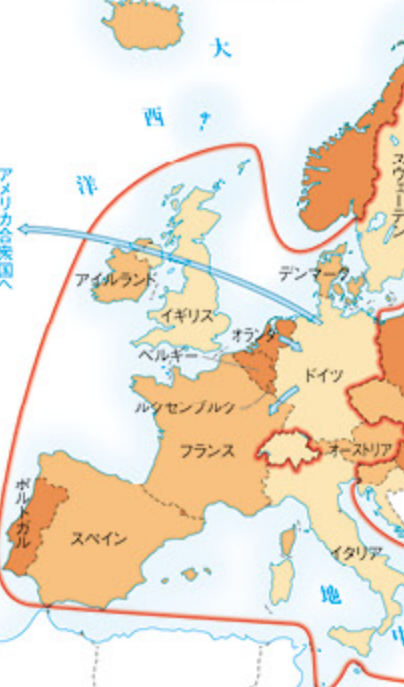 大
西
洋
アメリカ合衆国へ
スウェーデン
アイルランド
デンマーク
イギリス
オランダ
ベルギー
ドイツ
ルクセンブルク
フランス
オーストリア
ポルトガル
スペイン
イタリア
地
中